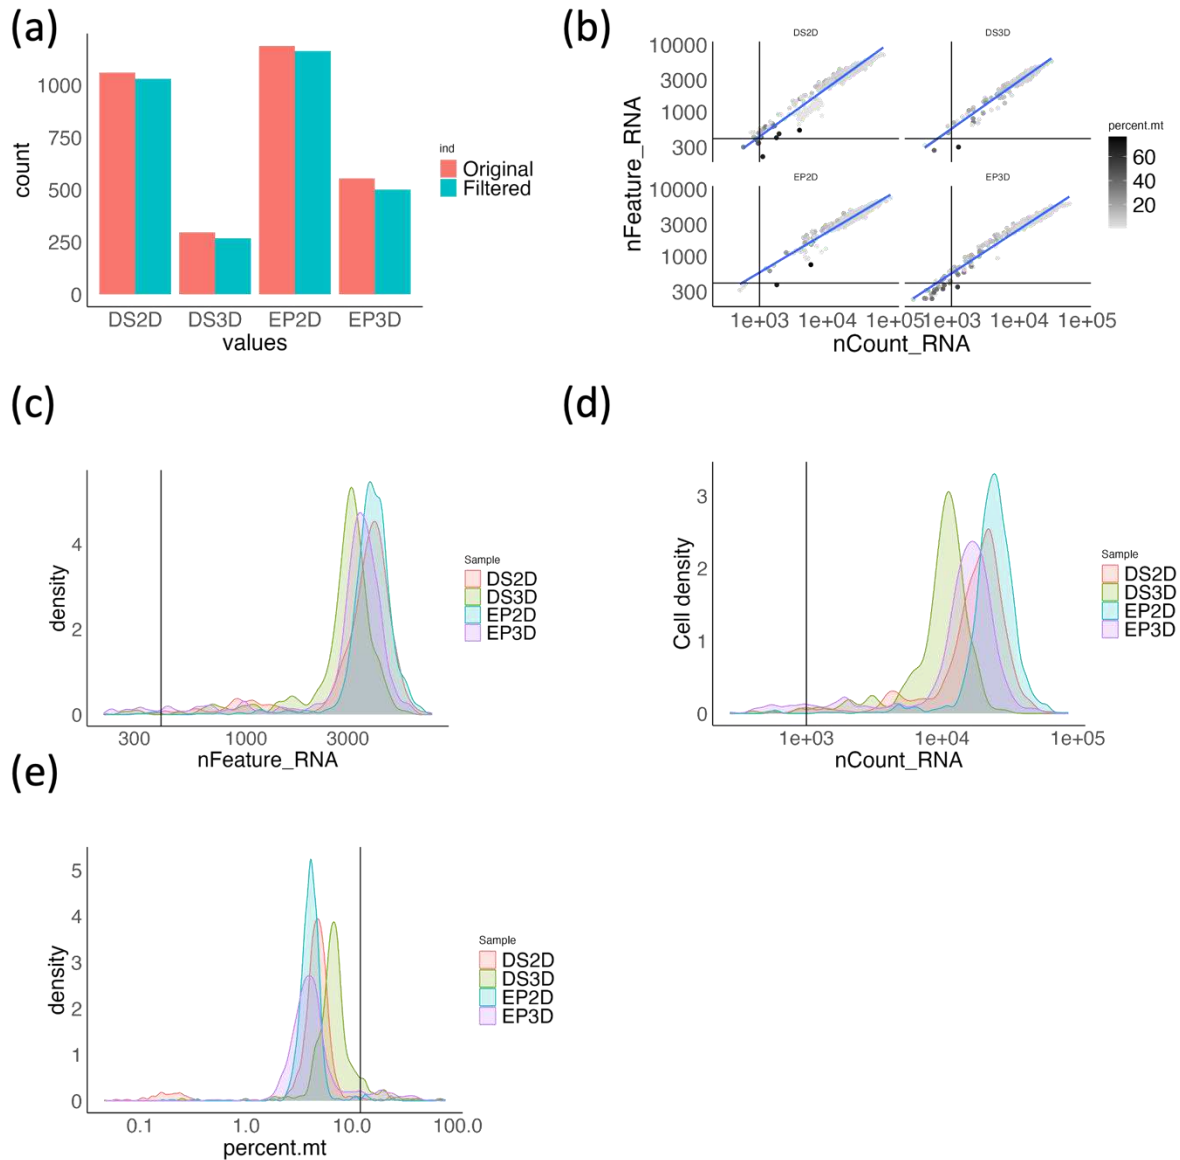 (a)
1000
750
500
250
0
count
DS2D DS3D EP2D EP3D
values
ind
Original
Filtered
(b)
DS2D DS3D
10000
3000
1000
300
EP2D EP3D
10000
3000
1000
300
nFeature_RNA
1e+03 1e+04 1e+05 1e+03 1e+04 1e+05
nCount_RNA
percent.mt
60
40
20
(c)
4
2
0
density
300 1000 3000
nFeature_RNA
Sample
DS2D
DS3D
EP2D
EP3D
(d)
3
2
1
0
Cell density
1e+03 1e+04 1e+05
nCount_RNA
Sample
DS2D
DS3D
EP2D
EP3D
(e)
5
4
3
2
1
0
density
0.1 1.0 10.0 100.0
percent.mt
Sample
DS2D
DS3D
EP2D
EP3D